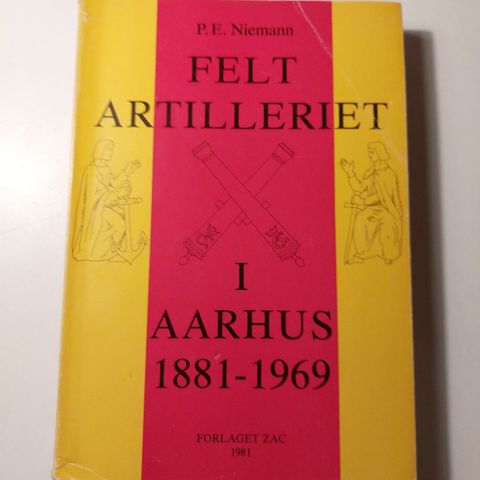 P. E. Niemann
FELT
ARTILLERIET
I
AARHUS
1881-1969
FORLAGET ZAC
1981